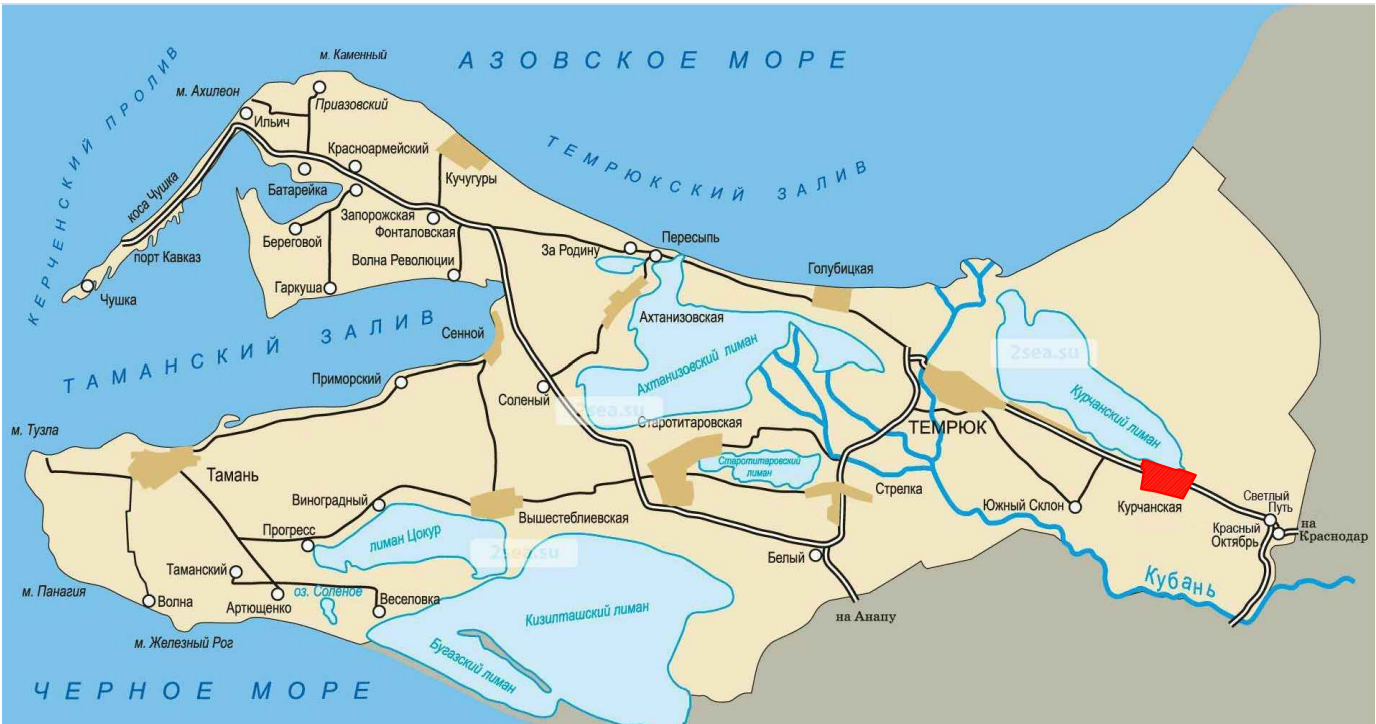 АЗОВСКОЕ МОРЕ
м. Каменный
КЕРЧЕНСКИЙ ПРОЛИВ
м. Ахилеон
Приазовский
Ильич
ТЕМРЮКСКИЙ ЗАЛИВ
Красноармейский
Кучугуры
Батарейка
коса Чушка
Запорожская
Фонталовская
Береговой
порт Кавказ
Волна Революции
За Родину
Пересыпь
Голубицкая
Чушка
Гаркуша
ТАМАНСКИЙ ЗАЛИВ
Сенной
Ахтанизовская
2sea.su
Ахтанизовский лиман
Приморский
Соленый
2sea.su
Курчанский лиман
Старотитаровская
ТЕМРЮК
м. Тузла
Тамань
Старотитаровский
лиман
Стрелка
Виноградный
Вышестеблиевская
Южный Склон
Курчанская
Светлый
Путь
Красный
Октябрь
на
Краснодар
Прогресс
лиман Цокур
2sea.su
Белый
Кубань
Таманский
оз. Соленое
м. Панагия
Волна
Артющенко
Веселовка
Кизилташский лиман
на Анапу
м. Железный Рог
Бугазский лиман
ЧЕРНОЕ МОРЕ